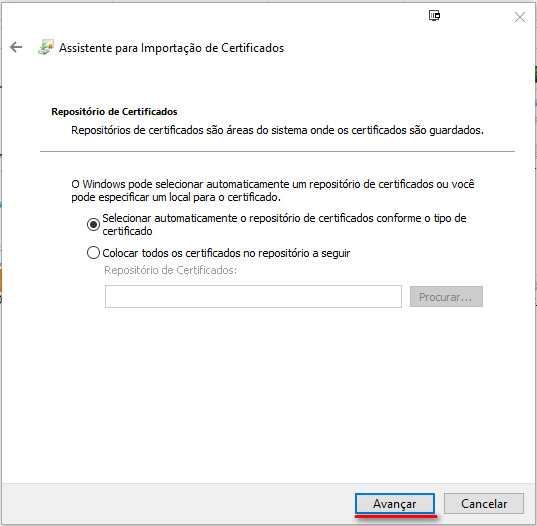 Assistente para Importação de Certificados
Repositório de Certificados
Repositórios de certificados são áreas do sistema onde os certificados são guardados.
O Windows pode selecionar automaticamente um repositório de certificados ou você
pode especificar um local para o certificado.
Selecionar automaticamente o repositório de certificados conforme o tipo de
certificado
Colocar todos os certificados no repositório a seguir
Repositório de Certificados:
Procurar...
Avançar
Cancelar